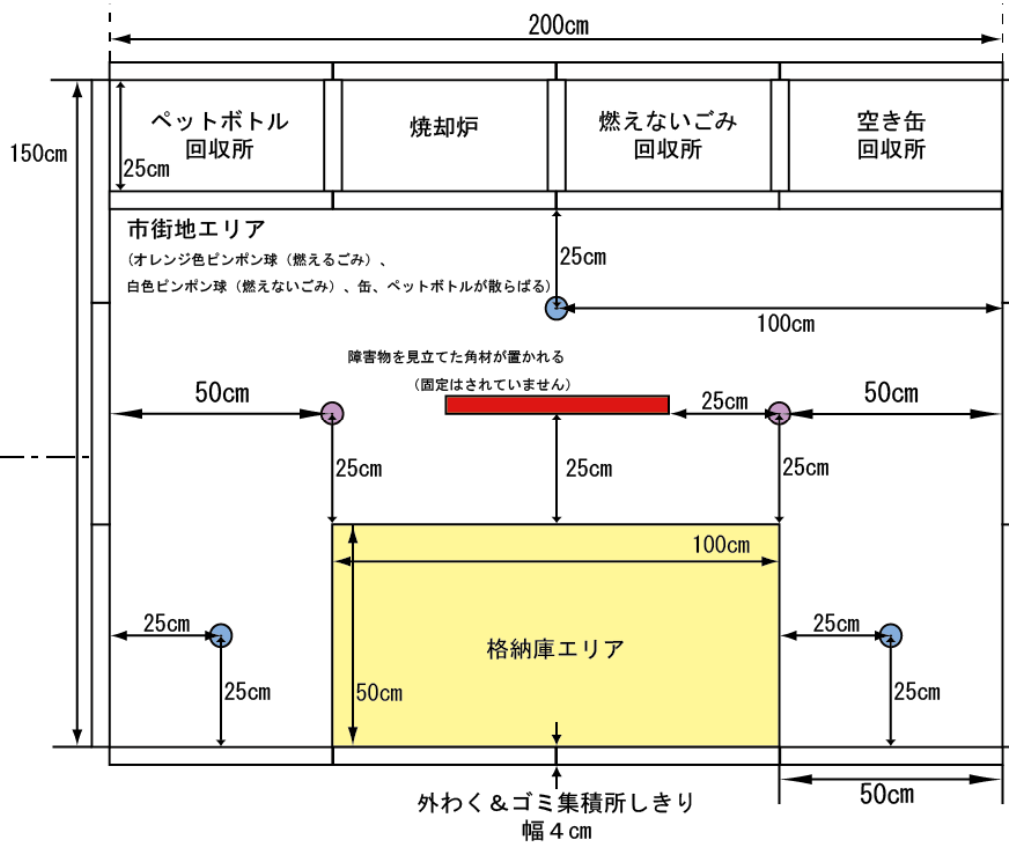 200cm
150cm
ペットボトル
回収所
焼却炉
燃えないごみ
回収所
空き缶
回収所
25cm
市街地エリア
(オレンジ色ピンポン球（燃えるごみ）、
白色ピンポン球（燃えないごみ）、缶、ペットボトルが散らばる)
25cm
100cm
障害物を見立てた角材が置かれる
（固定はされていません）
50cm
25cm
50cm
25cm
25cm
25cm
100cm
25cm
25cm
格納庫エリア
25cm
50cm
25cm
50cm
外わく＆ゴミ集積所しきり
幅４cm